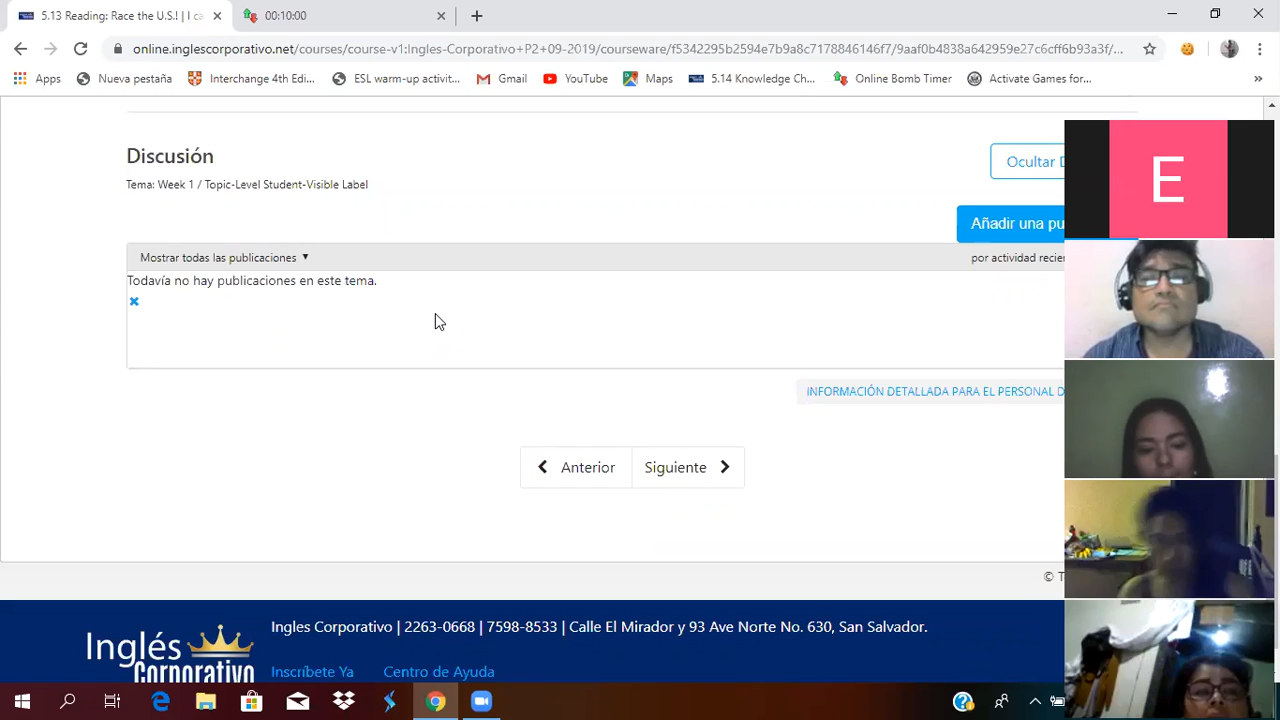 5.13 Reading: Race the U.S.! | I ca
00:10:00
online.inglescorporativo.net/courses/course-v1:Ingles-Corporativo+P2+09-2019/courseware/f5342295b2594e7b9a8c7178846146f7/9aaf0b4838a642959e27c6cff6b93a3f/...
Apps
Nueva pestaña
Interchange 4th Edi...
ESL warm-up activit...
Gmail
YouTube
Maps
5.14 Knowledge Ch...
Online Bomb Timer
Activate Games for...
»
Discusión
Ocultar D
Tema: Week 1 / Topic-Level Student-Visible Label
Añadir una pu
Mostrar todas las publicaciones
por actividad recien
Todavía no hay publicaciones en este tema.
INFORMACIÓN DETALLADA PARA EL PERSONAL D
Anterior
Siguiente
© T
Inglés Corporativo
Ingles Corporativo | 2263-0668 | 7598-8533 | Calle El Mirador y 93 Ave Norte No. 630, San Salvador.
Inscríbete Ya
Centro de Ayuda
E